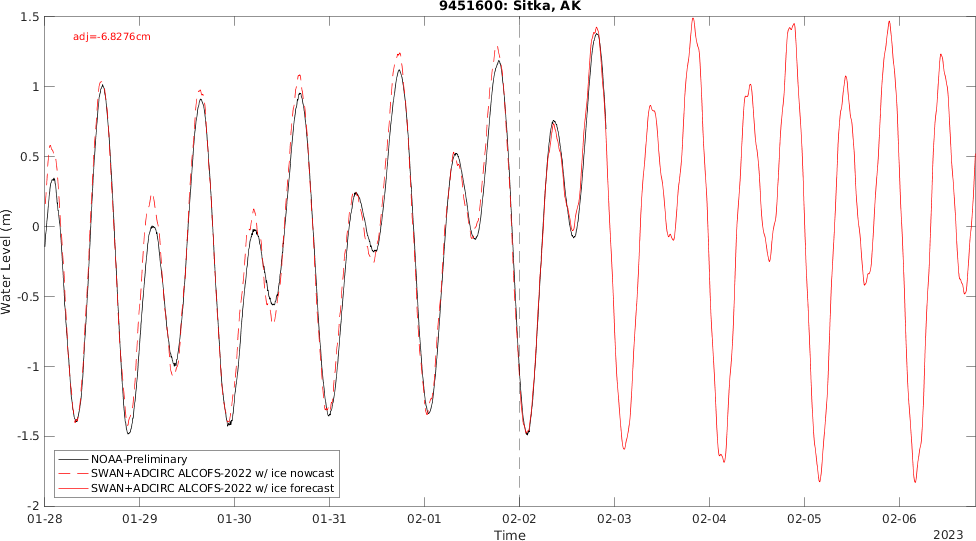 9451600: Sitka, AK
adj=-6.8276cm
Water Level (m)
1.5
1
0.5
0
-0.5
-1
-1.5
-2
NOAA-Preliminary
SWAN+ADCIRC ALCOFS-2022 w/ ice nowcast
SWAN+ADCIRC ALCOFS-2022 w/ ice forecast
01-28 01-29 01-30 01-31 02-01 02-02 02-03 02-04 02-05 02-06
Time
2023